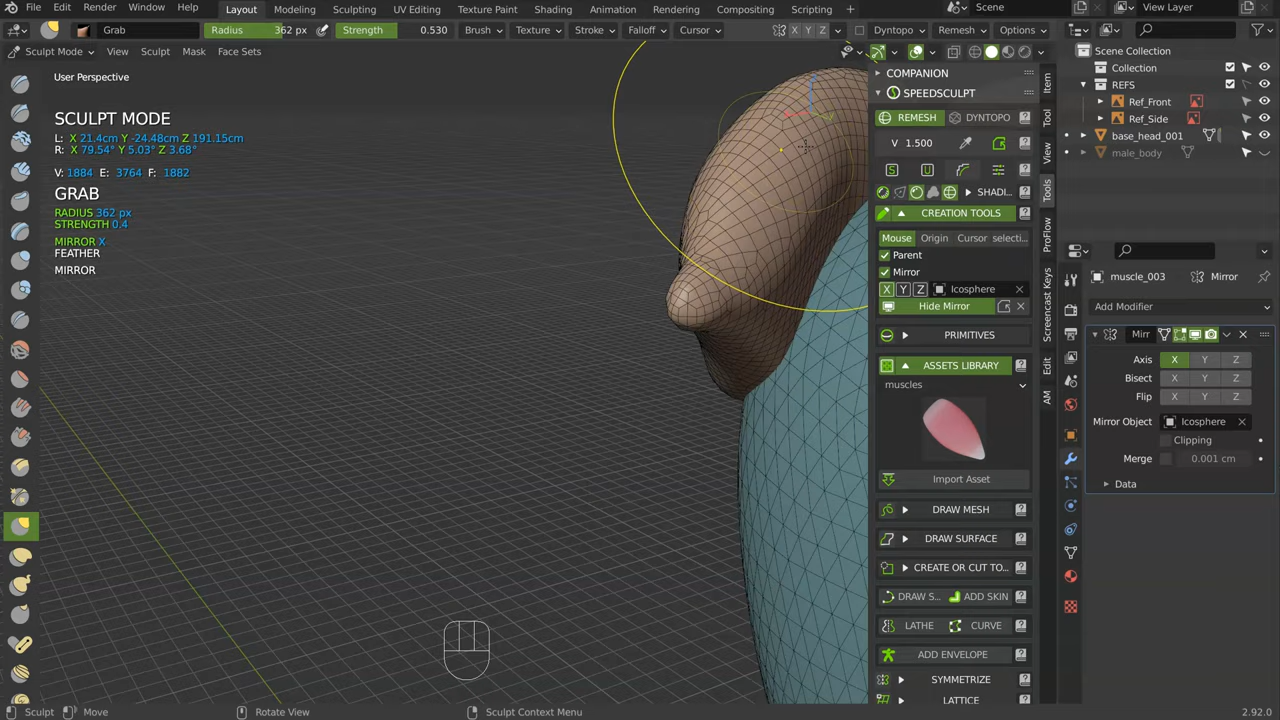 File Edit Render Window Help Layout Modeling Sculpting UV Editing Texture Paint Shading Animation Rendering Compositing Scripting + Scene View Layer
Grab Radius 362 px Strength 0.530 Brush Texture Stroke Falloff Cursor X Y Z Dyntopo Remesh Options
Sculpt Mode View Sculpt Mask Face Sets
Scene Collection
Collection
REFS
Ref_Front
Ref_Side
base_head_001
male_body
User Perspective
SCULPT MODE
L: X 21.4cm Y -24.48cm Z 191.15cm
R: X 79.54° Y 5.03° Z 3.68°
V: 1884 E: 3764 F: 1882
GRAB
RADIUS 362 px
STRENGTH 0.4
MIRROR X
FEATHER
MIRROR
COMPANION
SPEEDSCULPT
REMESH DYNTOPO
V 1.500
S U
SHADI...
CREATION TOOLS
Mouse Origin Cursor selecti...
Parent
Mirror
X Y Z Icosphere
Hide Mirror
PRIMITIVES
ASSETS LIBRARY
muscles
Import Asset
DRAW MESH
DRAW SURFACE
CREATE OR CUT TO...
DRAW S... ADD SKIN
LATHE CURVE
ADD ENVELOPE
SYMMETRIZE
LATTICE
Item
Tool
View
Tools
ProFlow
Screencast Keys
Edit
AM
muscle_003 Mirror
Add Modifier
Mirr
Axis X Y Z
Bisect X Y Z
Flip X Y Z
Mirror Object Icosphere
Clipping
Merge 0.001 cm
Data
Sculpt Move Rotate View Sculpt Context Menu 2.92.0